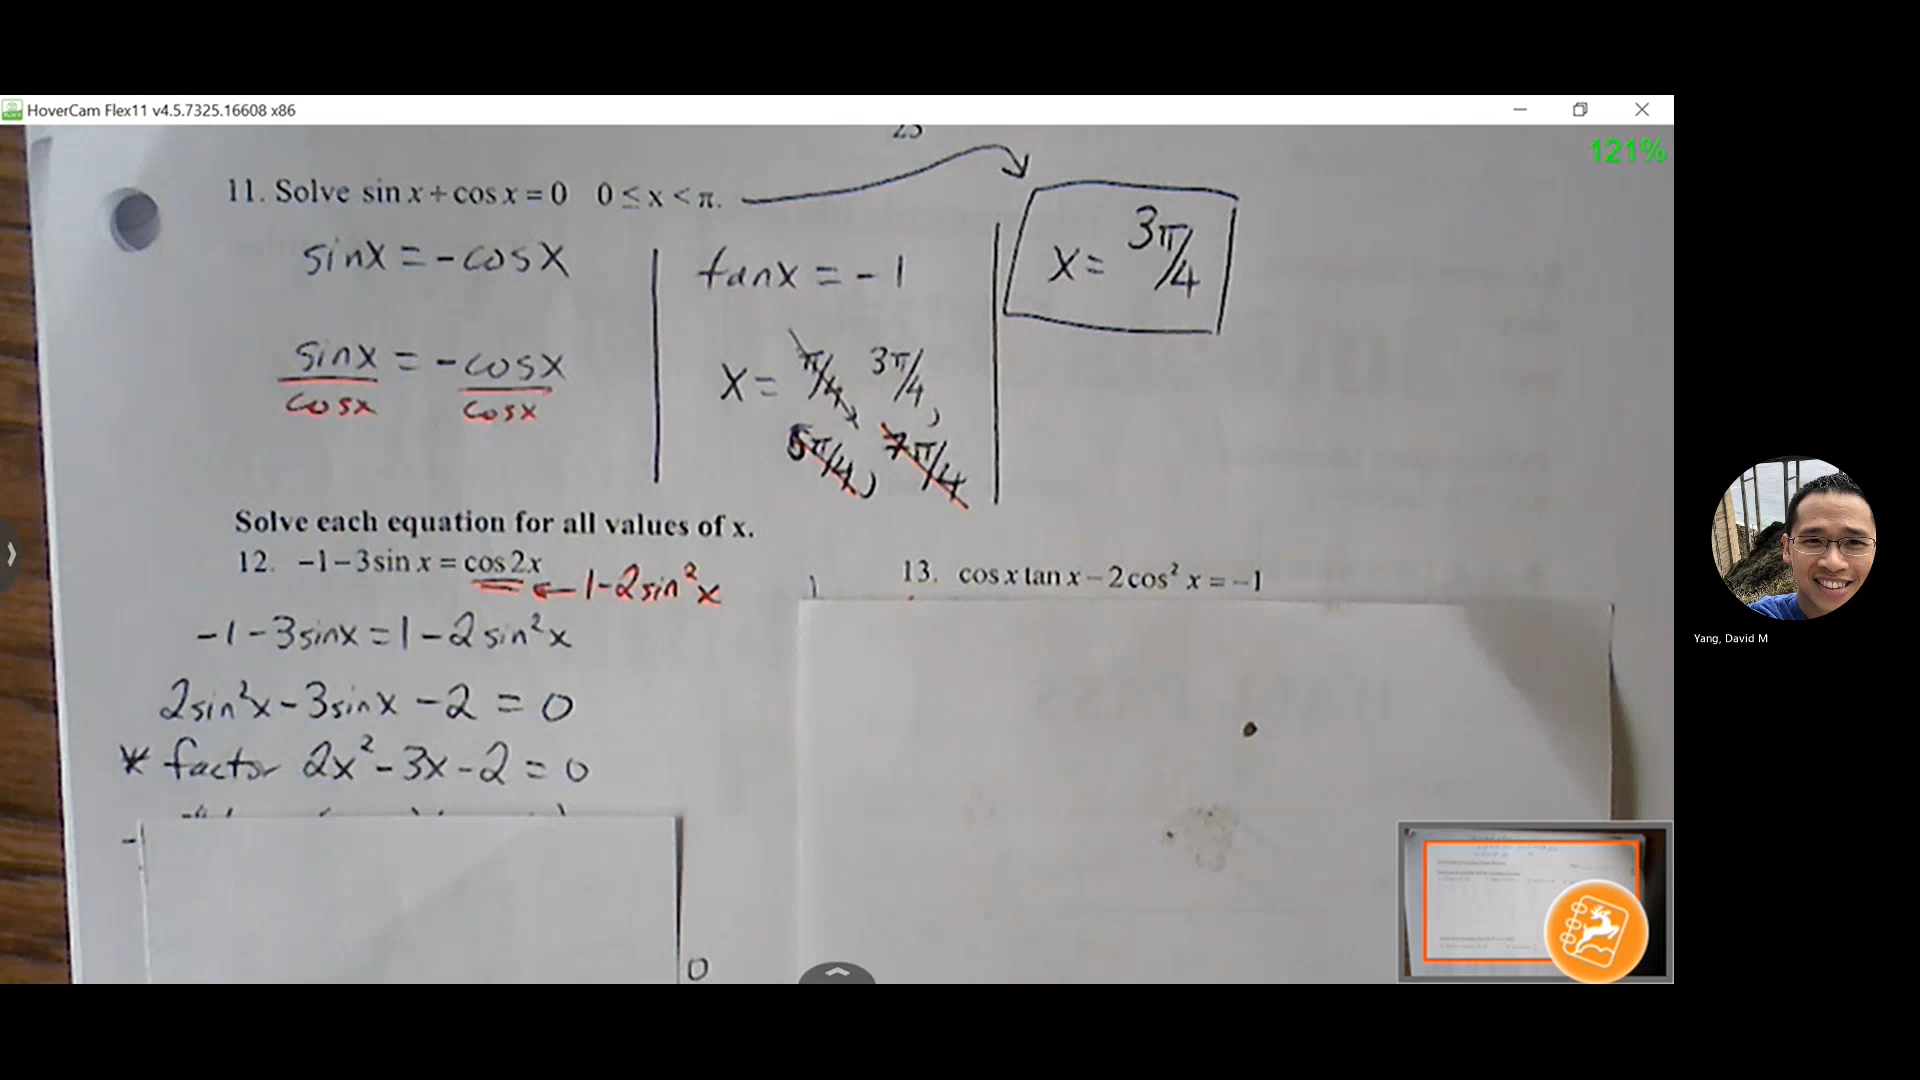 HoverCam Flex11 v4.5.7325.16608 x86
121%
11. Solve sin x + cos x = 0 0 ≤ x < π.
sinx = -cosx
tanx = -1
x = 3π/4
sinx = -cosx
cosx cosx
x = π/4, 3π/4,
5π/4, 7π/4
Solve each equation for all values of x.
12. -1-3sin x = cos 2x
← 1-2sin²x
13. cos x tan x - 2cos² x = -1
-1-3sinx = 1-2sin²x
2sin²x-3sinx-2 = 0
* factor 2x²-3x-2 = 0
0
Yang, David M